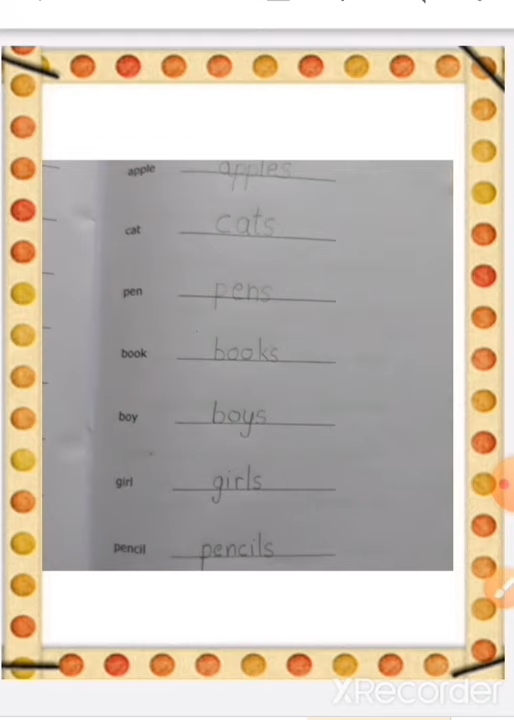 apple apples
cat cats
pen pens
book books
boy boys
girl girls
pencil pencils
XRecorder